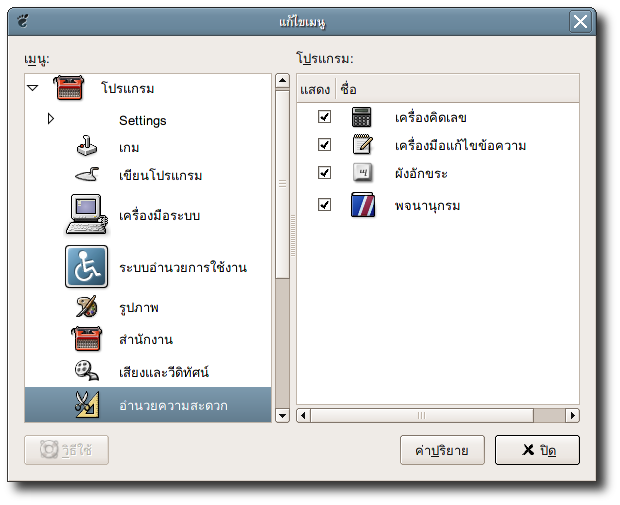 แก้ไขเมนู
เมนู:
โปรแกรม
Settings
เกม
เขียนโปรแกรม
เครื่องมือระบบ
ระบบอำนวยการใช้งาน
รูปภาพ
สำนักงาน
เสียงและวีดิทัศน์
อำนวยความสะดวก
โปรแกรม:
แสดง ชื่อ
เครื่องคิดเลข
เครื่องมือแก้ไขข้อความ
ผังอักขระ
พจนานุกรม
วิธีใช้
ค่าปริยาย
ปิด